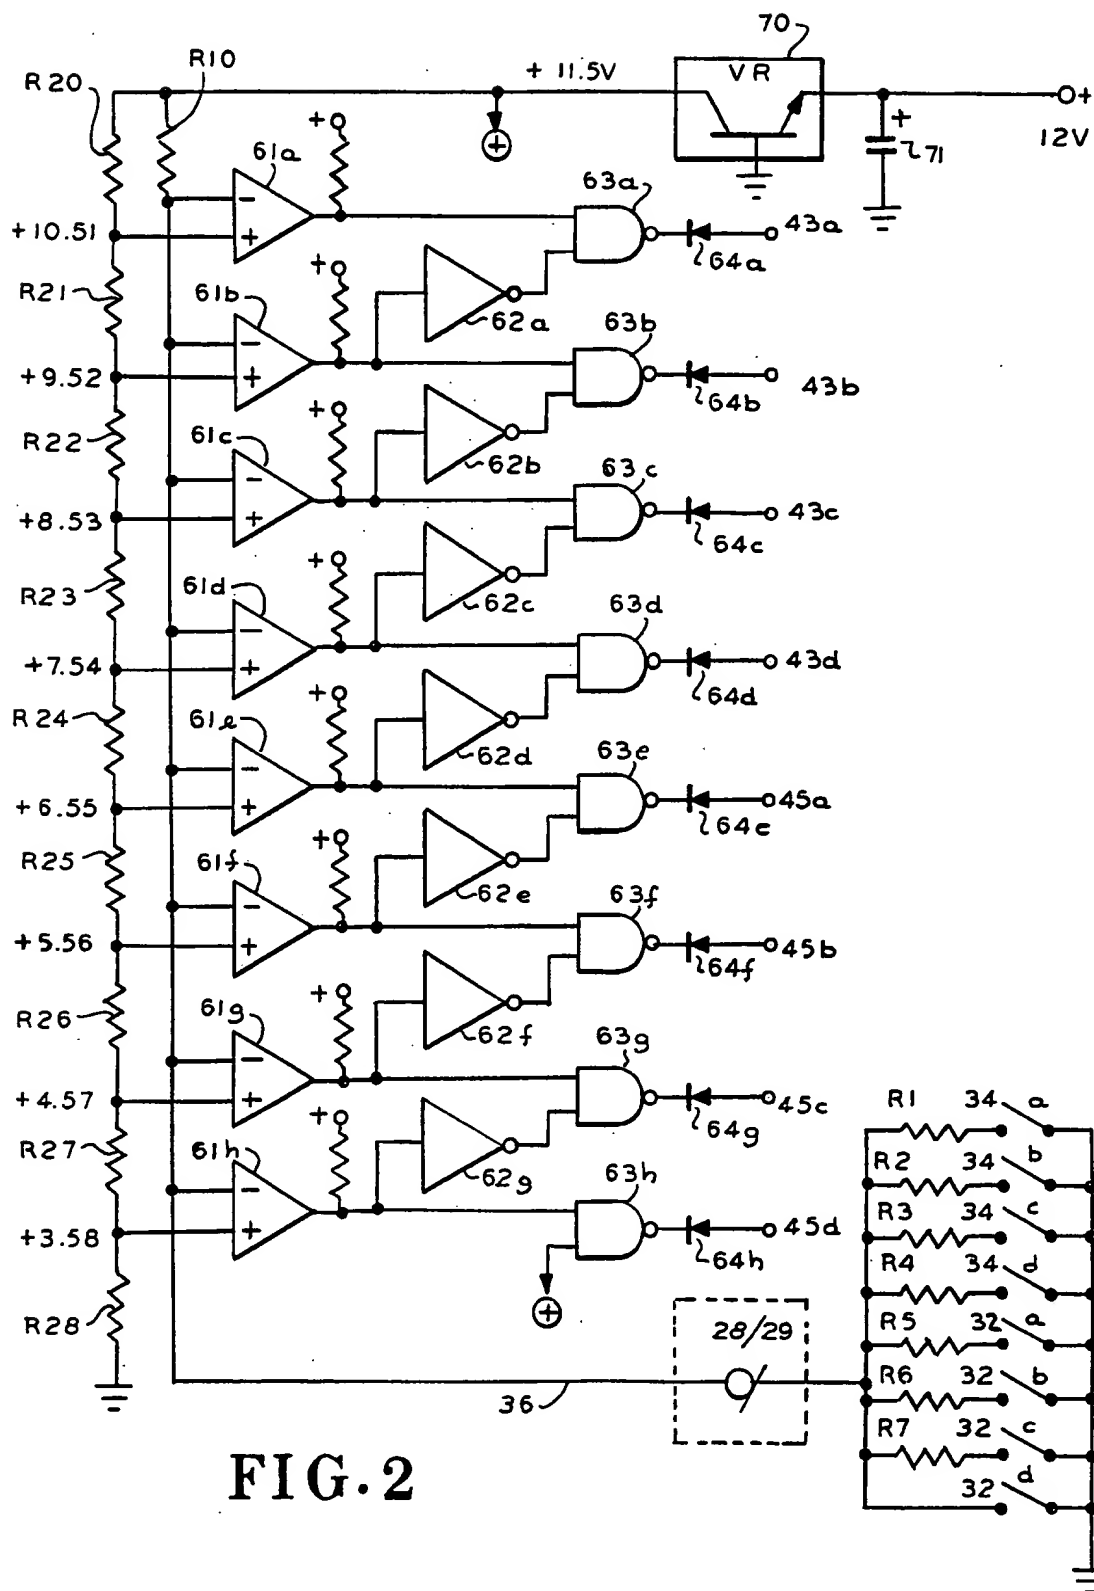 70
R20
R10
+ 11.5V
VR
+
12V
+
71
+
61a
63a
+10.51
43a
64a
R21
61b
+
62a
63b
+9.52
43b
64b
R22
61c
+
62b
63c
+8.53
43c
64c
R23
61d
+
62c
63d
+7.54
43d
64d
R24
61e
+
62d
63e
+6.55
45a
64e
R25
61f
+
62e
63f
+5.56
45b
64f
R26
61g
+
62f
63g
+4.57
45c
64g
R27
61h
+
62g
63h
+3.58
45d
64h
R28
28/29
36
R1 34 a
R2 34 b
R3 34 c
R4 34 d
R5 32 a
R6 32 b
R7 32 c
32 d
FIG.2